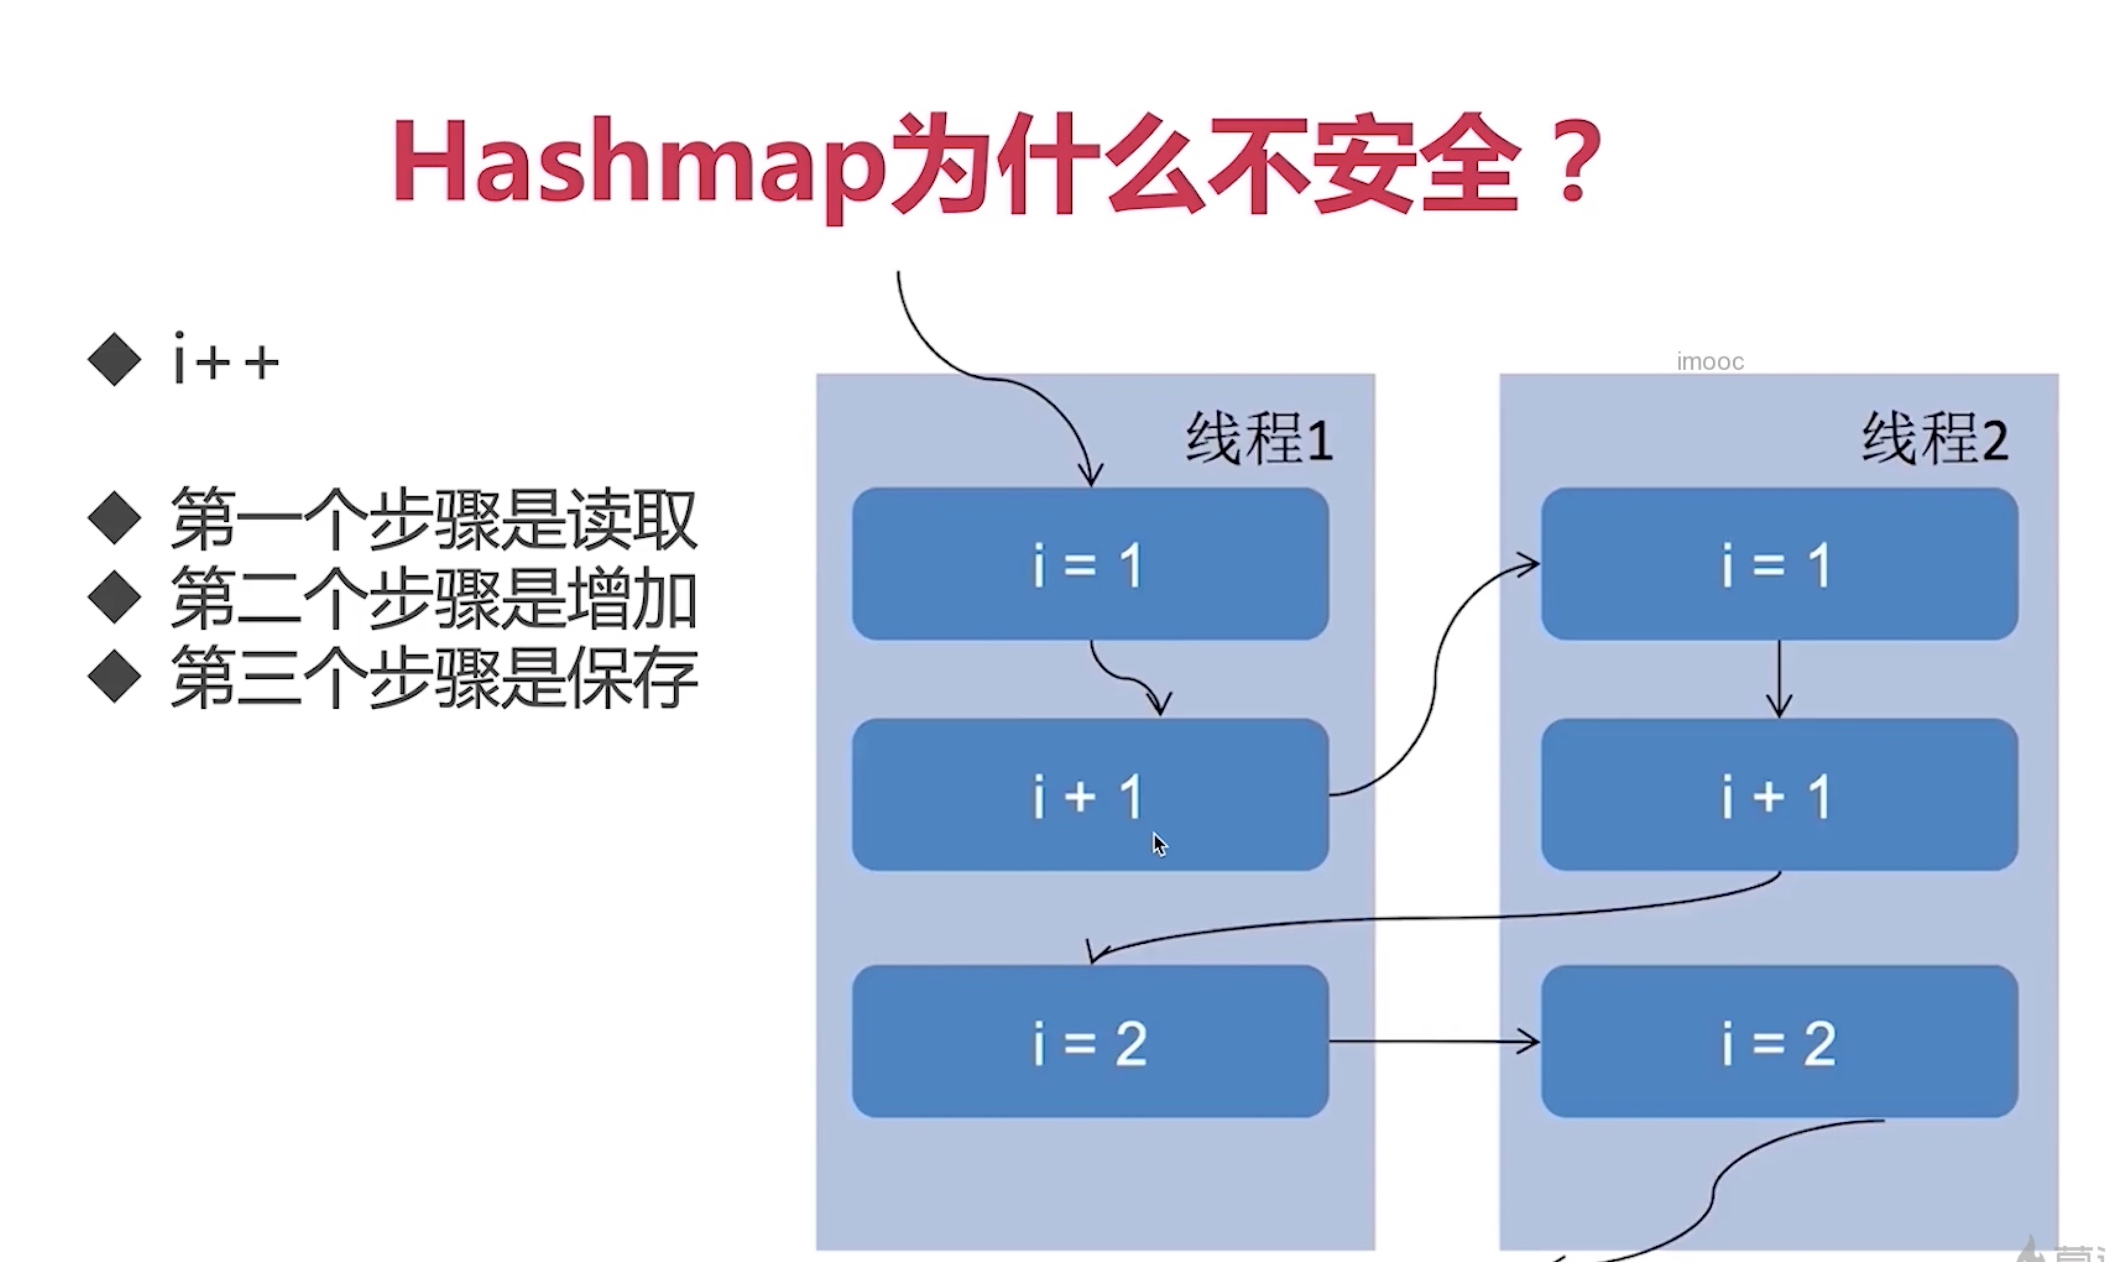 Hashmap为什么不安全？
i++
第一个步骤是读取
第二个步骤是增加
第三个步骤是保存
imooc
线程1
i = 1
i + 1
i = 2
线程2
i = 1
i + 1
i = 2